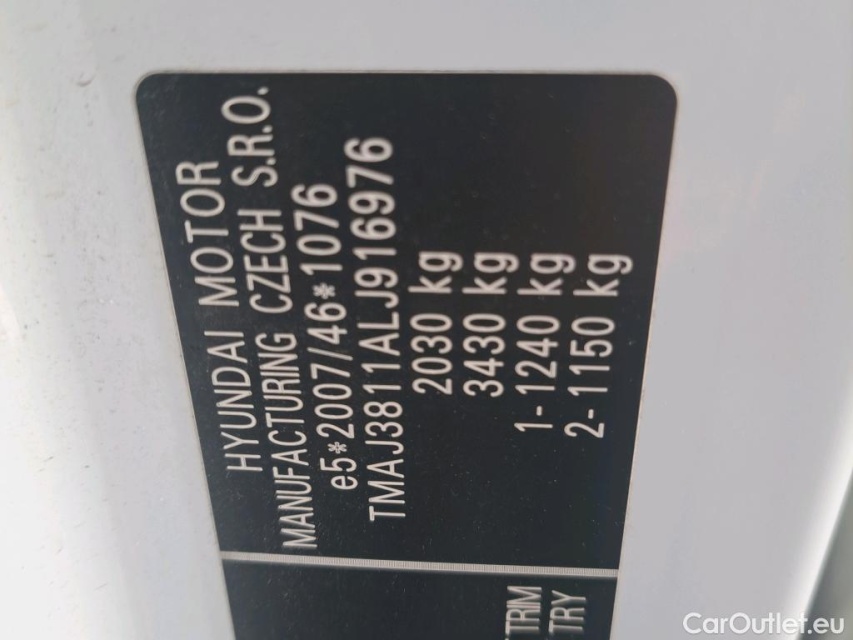 HYUNDAI MOTOR
MANUFACTURING CZECH S.R.O.
e5*2007/46*1076
TMAJ3811ALJ916976
2030 kg
3430 kg
1- 1240 kg
2- 1150 kg
TRIM
TRY
CarOutlet.eu